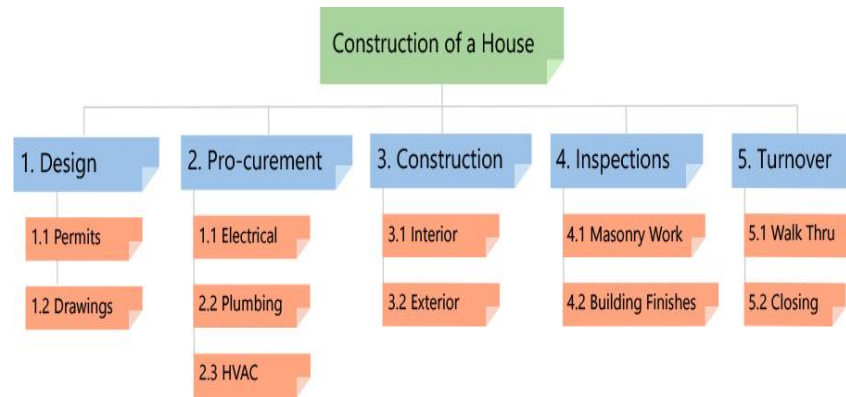 Construction of a House
1. Design
1.1 Permits
1.2 Drawings
2. Pro-curement
1.1 Electrical
2.2 Plumbing
2.3 HVAC
3. Construction
3.1 Interior
3.2 Exterior
4. Inspections
4.1 Masonry Work
4.2 Building Finishes
5. Turnover
5.1 Walk Thru
5.2 Closing